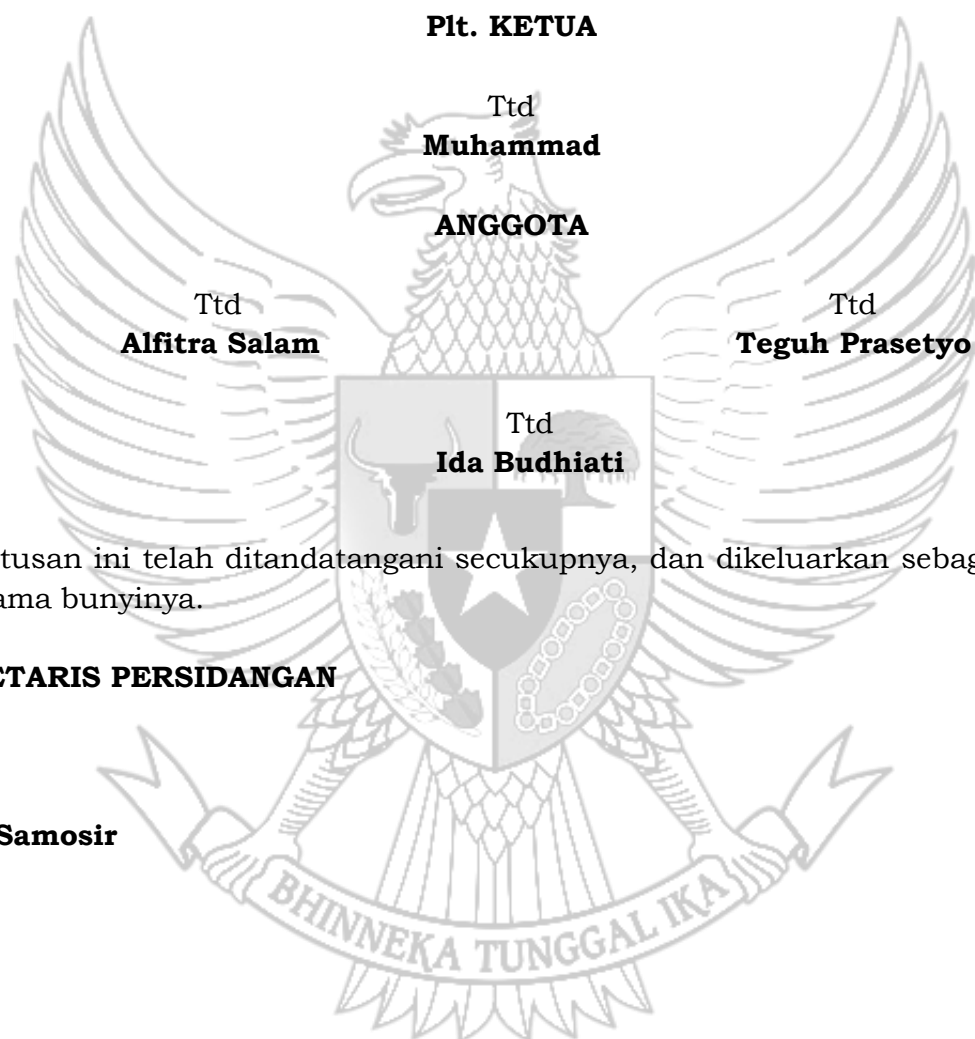 Plt. KETUA
Ttd
Muhammad
ANGGOTA
Ttd Ttd
Alfitra Salam Teguh Prasetyo
Ttd
Ida Budhiati
tusan ini telah ditandatangani secukupnya, dan dikeluarkan sebag
ama bunyinya.
ETARIS PERSIDANGAN
Samosir
BHINNEKA TUNGGAL IKA